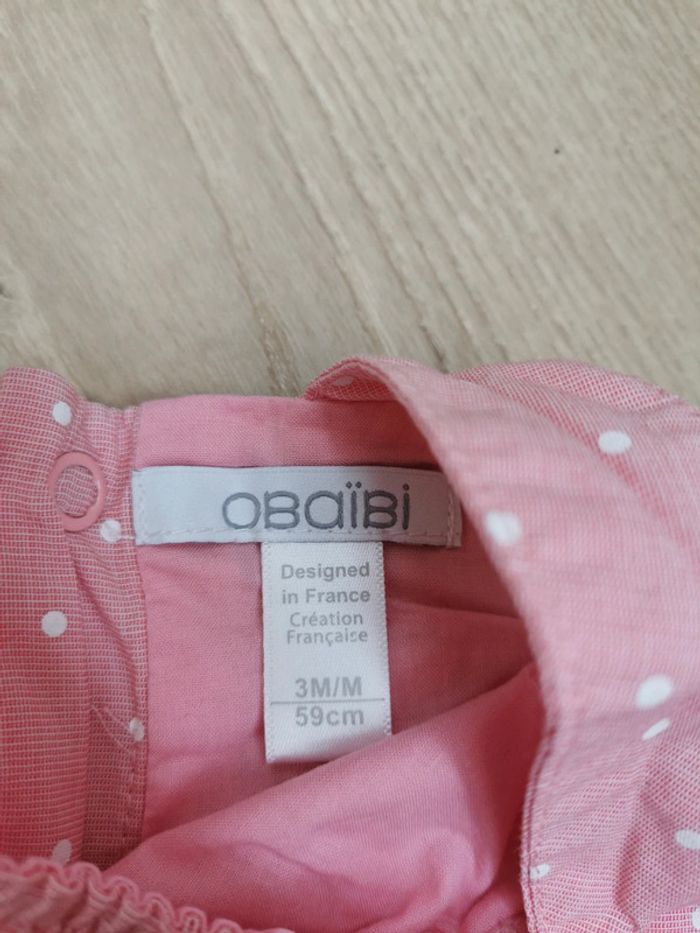 OBaïBi
Designed
in France
Création
Française
3M/M
59cm